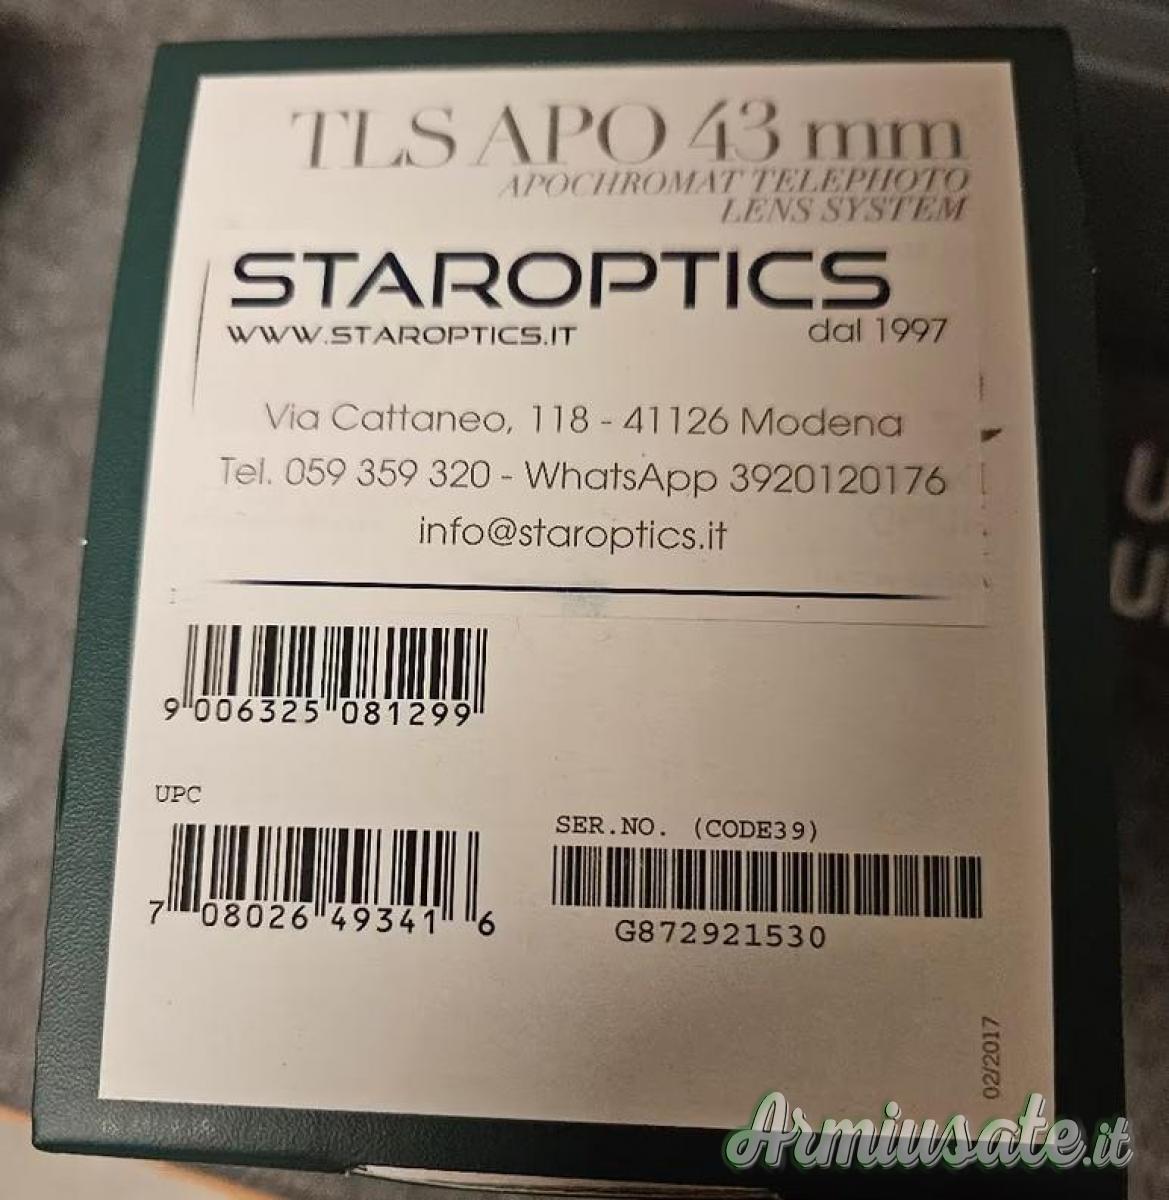 TLS APO 43 mm
APOCHROMAT TELEPHOTO
LENS SYSTEM
STAROPTICS
WWW.STAROPTICS.IT
dal 1997
Via Cattaneo, 118 - 41126 Modena
Tel. 059 359 320 - WhatsApp 3920120176
info@staroptics.it
9 006325 081299
UPC
7 08026 49341 6
SER.NO. (CODE39)
G872921530
02/2017
Armiusate.it